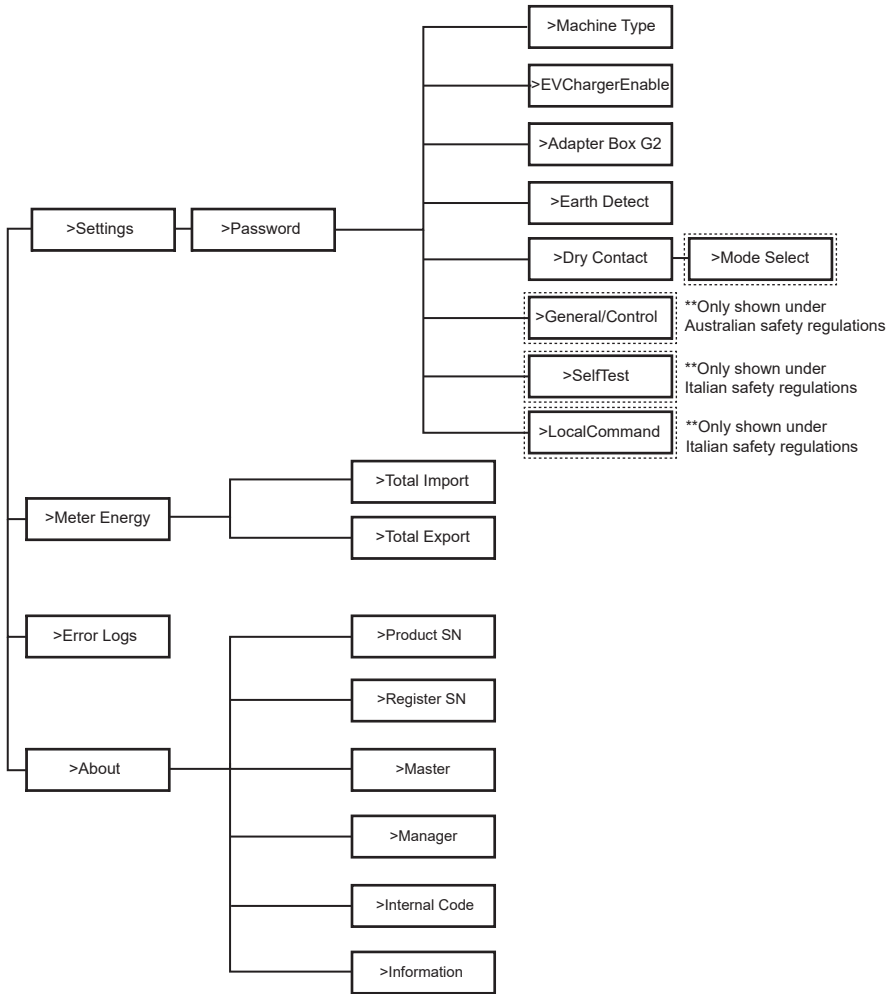 >Machine Type
>EVChargerEnable
>Adapter Box G2
>Settings
>Password
>Earth Detect
>Dry Contact
>Mode Select
>General/Control
**Only shown under
Australian safety regulations
>SelfTest
**Only shown under
Italian safety regulations
>LocalCommand
**Only shown under
Italian safety regulations
>Meter Energy
>Total Import
>Total Export
>Error Logs
>Product SN
>Register SN
>About
>Master
>Manager
>Internal Code
>Information